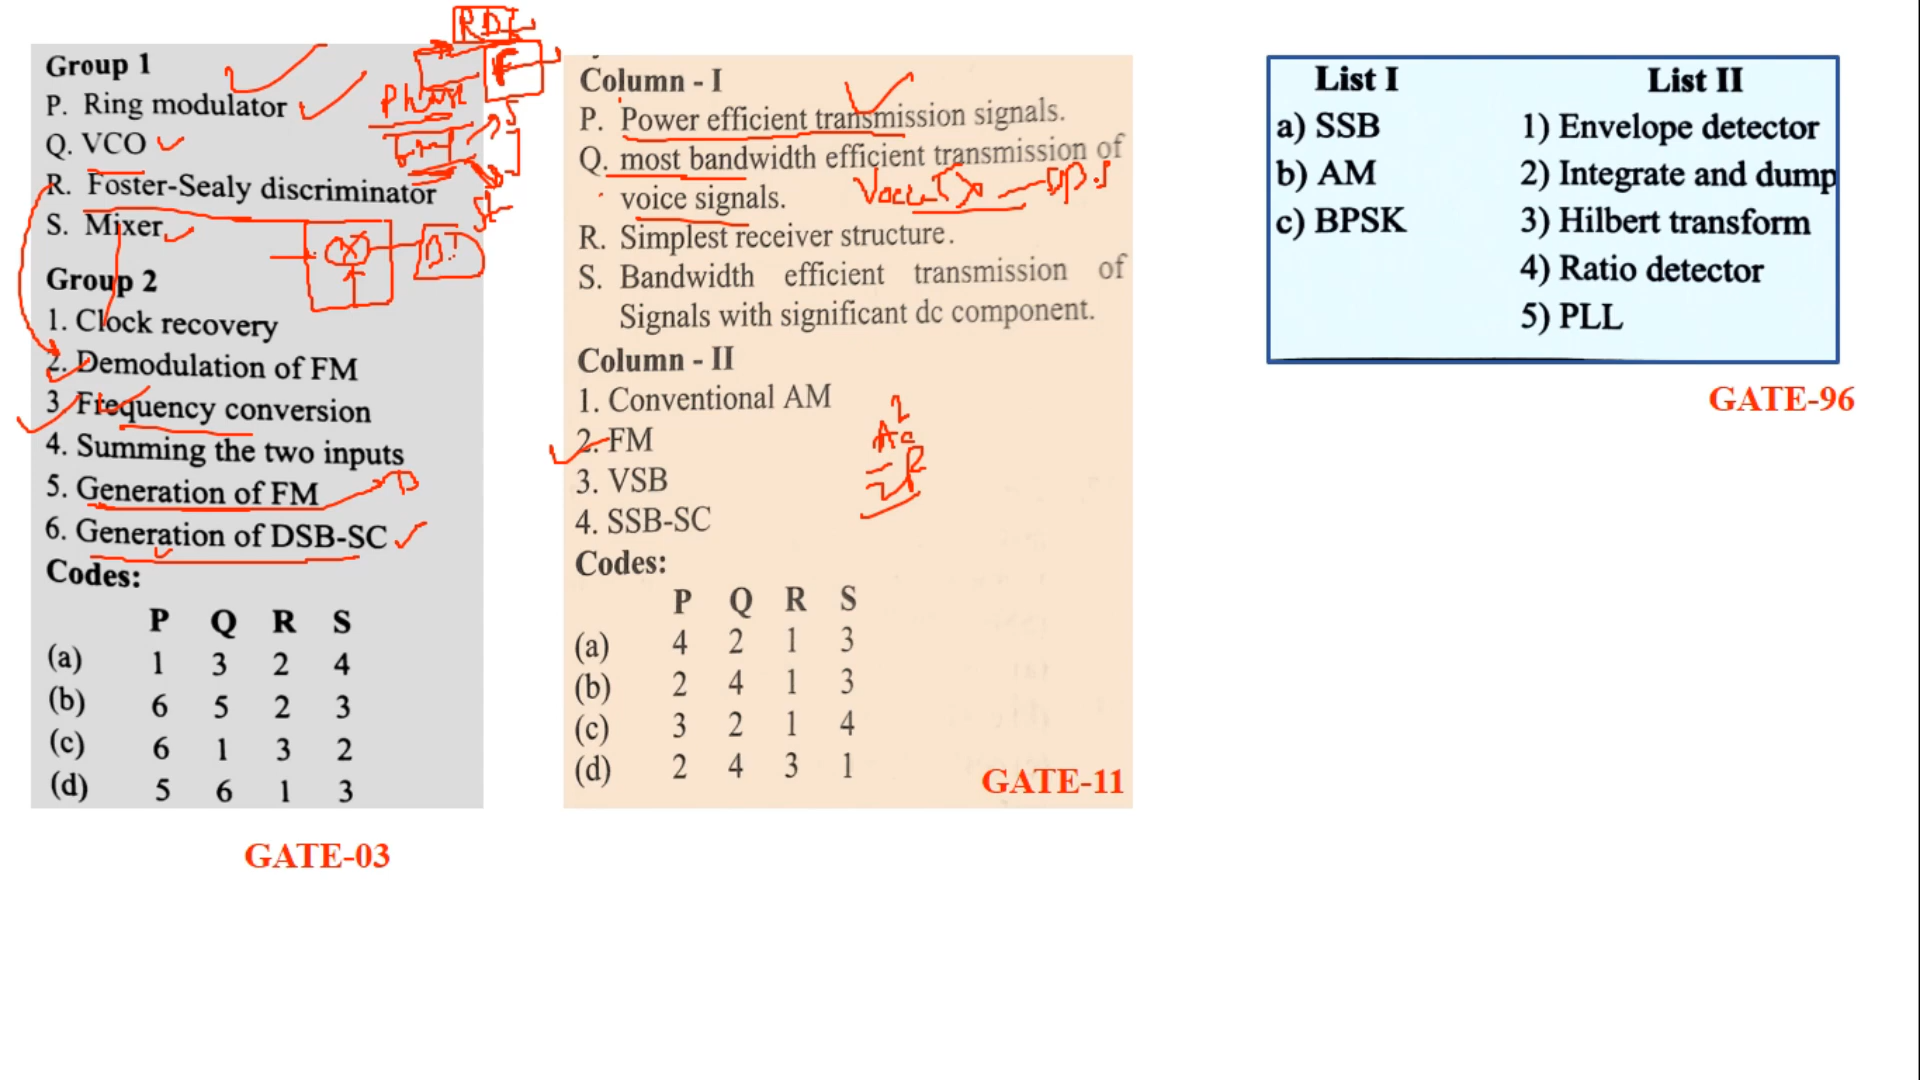 Group 1
P. Ring modulator
Q. VCO
R. Foster-Sealy discriminator
S. Mixer
Group 2
1. Clock recovery
2. Demodulation of FM
3. Frequency conversion
4. Summing the two inputs
5. Generation of FM
6. Generation of DSB-SC
Codes:
P Q R S
(a) 1 3 2 4
(b) 6 5 2 3
(c) 6 1 3 2
(d) 5 6 1 3
GATE-03
Column - I
P. Power efficient transmission signals.
Q. most bandwidth efficient transmission of
voice signals.
R. Simplest receiver structure.
S. Bandwidth efficient transmission of
Signals with significant dc component.
Column - II
1. Conventional AM
2. FM
3. VSB
4. SSB-SC
Codes:
P Q R S
(a) 4 2 1 3
(b) 2 4 1 3
(c) 3 2 1 4
(d) 2 4 3 1
GATE-11
List I List II
a) SSB 1) Envelope detector
b) AM 2) Integrate and dump
c) BPSK 3) Hilbert transform
4) Ratio detector
5) PLL
GATE-96